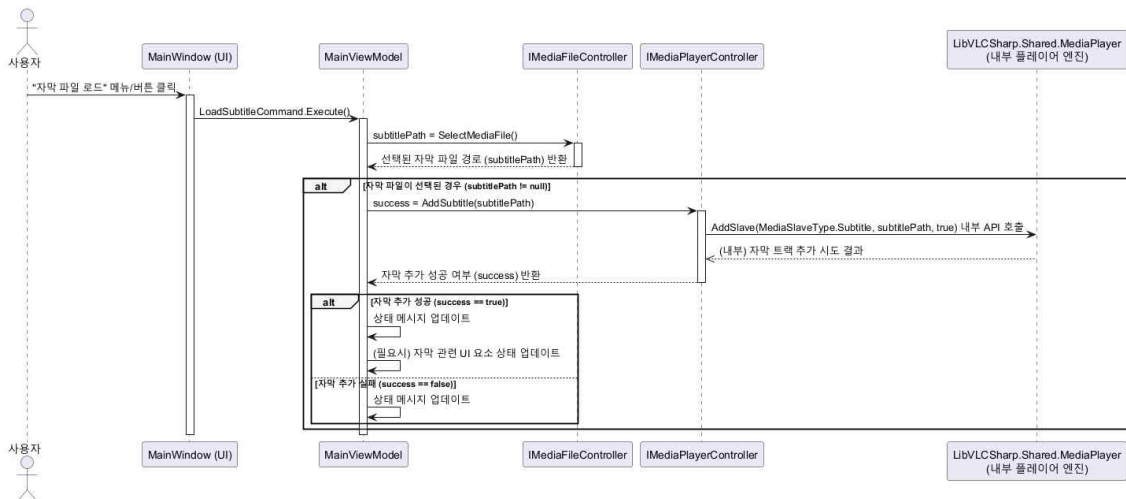 사용자
MainWindow (UI)
MainViewModel
IMediaFileController
IMediaPlayerController
LibVLCSharp.Shared.MediaPlayer
(내부 플레이어 엔진)
"자막 파일 로드" 메뉴/버튼 클릭
LoadSubtitleCommand.Execute()
subtitlePath = SelectMediaFile()
선택된 자막 파일 경로 (subtitlePath) 반환
alt
[자막 파일이 선택된 경우 (subtitlePath != null)]
success = AddSubtitle(subtitlePath)
AddSlave(MediaSlaveType.Subtitle, subtitlePath, true) 내부 API 호출
(내부) 자막 트랙 추가 시도 결과
자막 추가 성공 여부 (success) 반환
alt
[자막 추가 성공 (success == true)]
상태 메시지 업데이트
(필요시) 자막 관련 UI 요소 상태 업데이트
[자막 추가 실패 (success == false)]
상태 메시지 업데이트
사용자
MainWindow (UI)
MainViewModel
IMediaFileController
IMediaPlayerController
LibVLCSharp.Shared.MediaPlayer
(내부 플레이어 엔진)